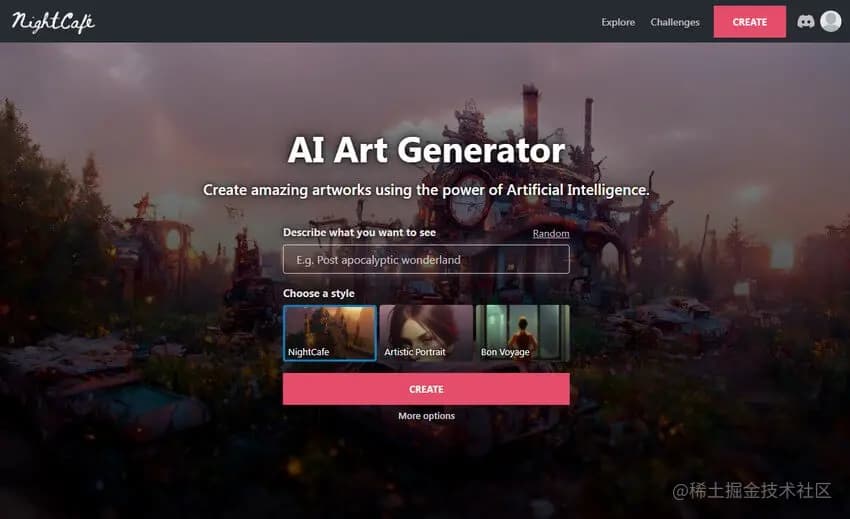 NightCafé
Explore
Challenges
CREATE
AI Art Generator
Create amazing artworks using the power of Artificial Intelligence.
Describe what you want to see
Random
E.g. Post apocalyptic wonderland
Choose a style
NightCafe
Artistic Portrait
Bon Voyage
CREATE
More options
@稀土掘金技术社区